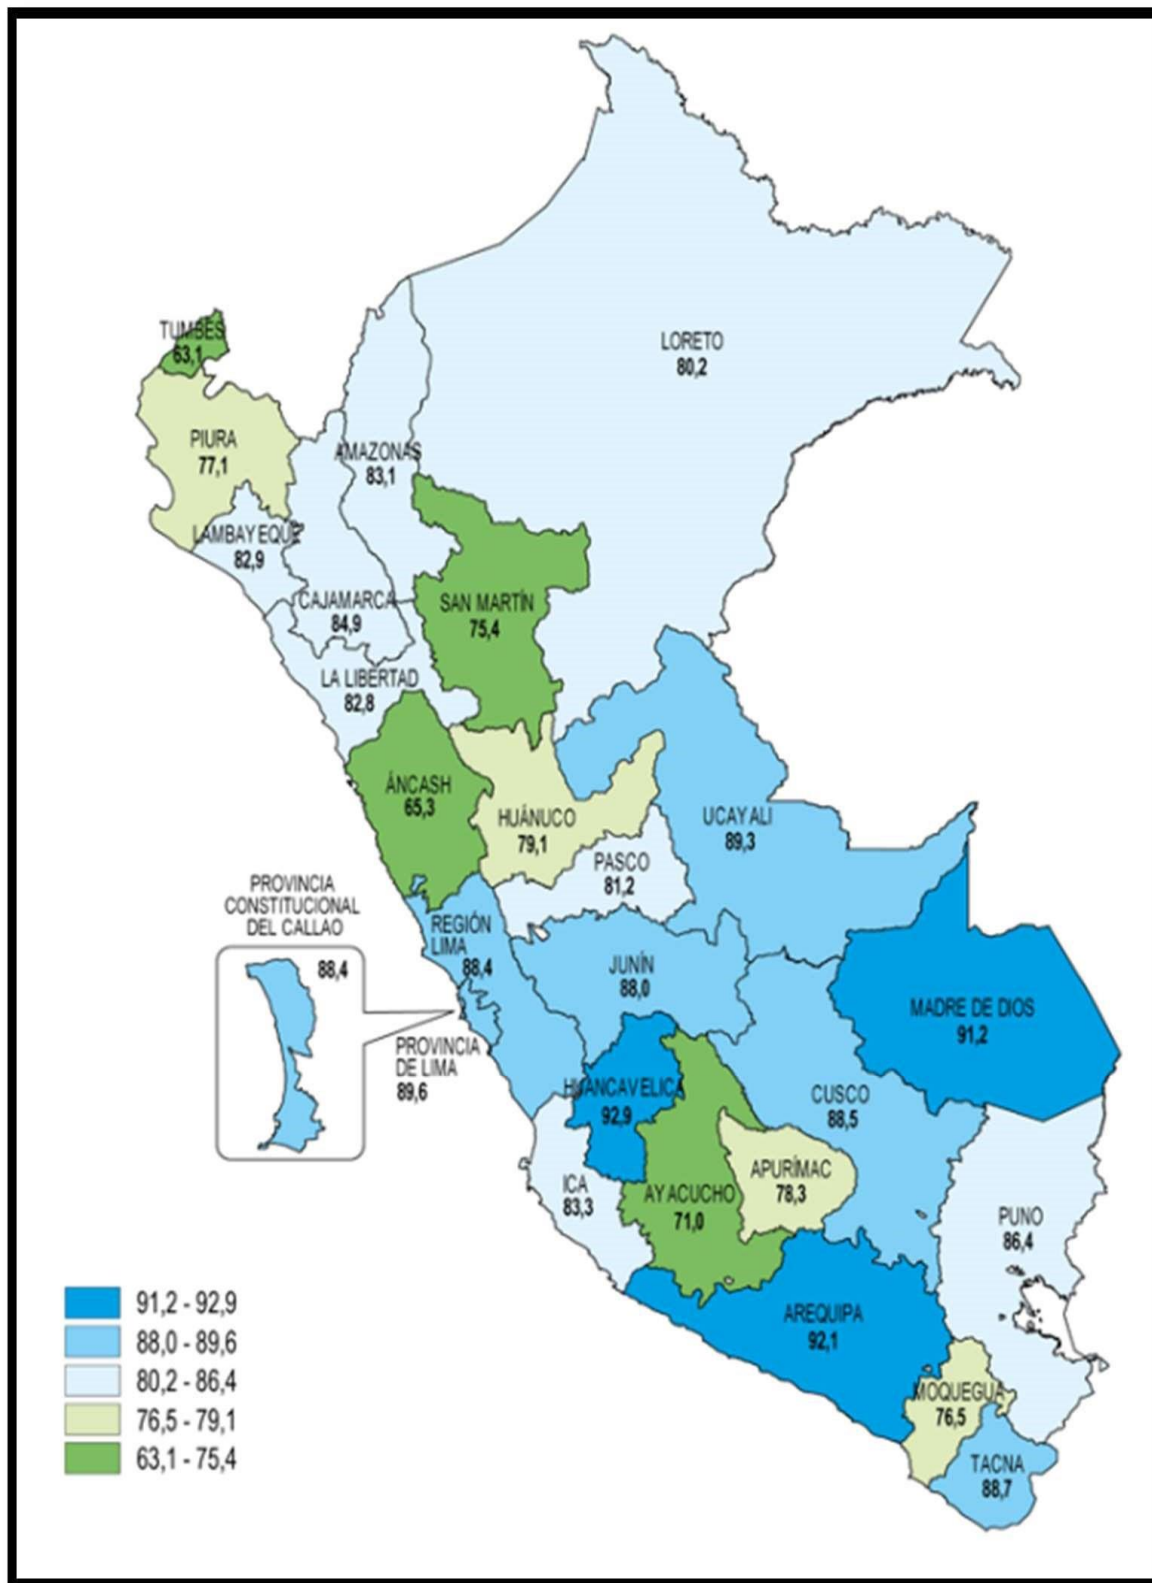 LORETO
80,2
TUMBES
63,1
PIURA
77,1
AMAZONAS
83,1
LAMBAYEQUE
82,9
CAJAMARCA
84,9
SAN MARTÍN
75,4
LA LIBERTAD
82,8
ÁNCASH
65,3
HUÁNUCO
79,1
UCAYALI
89,3
PASCO
81,2
PROVINCIA
CONSTITUCIONAL
DEL CALLAO
88,4
REGIÓN
LIMA
88,4
JUNÍN
88,0
MADRE DE DIOS
91,2
PROVINCIA
DE LIMA
89,6
HUANCAVELICA
92,9
CUSCO
88,5
APURÍMAC
78,3
ICA
83,3
AYACUCHO
71,0
PUNO
86,4
AREQUIPA
92,1
MOQUEGUA
76,5
TACNA
88,7
91,2 - 92,9
88,0 - 89,6
80,2 - 86,4
76,5 - 79,1
63,1 - 75,4